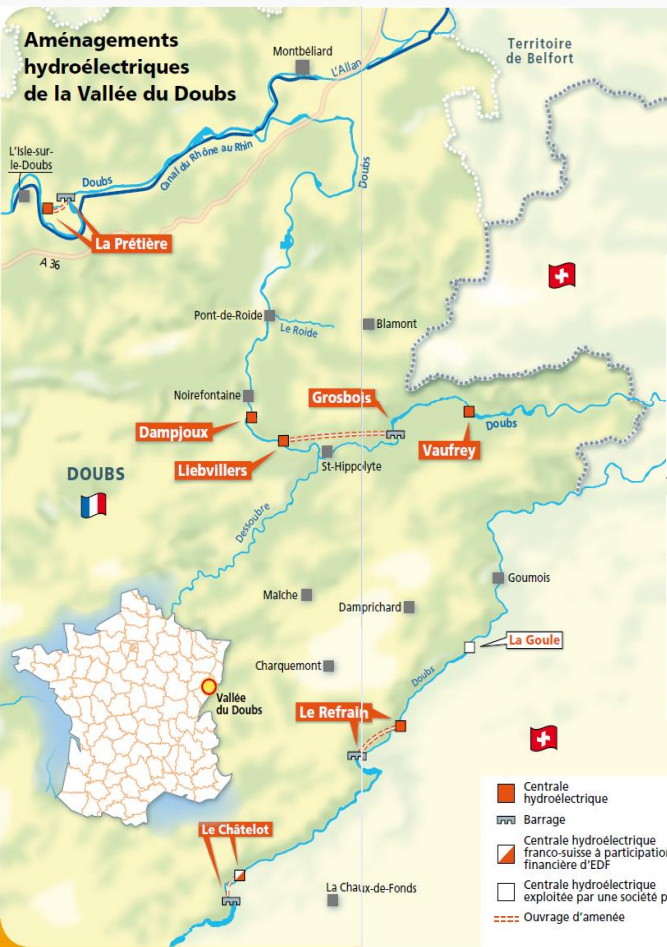 Aménagements
hydroélectriques
de la Vallée du Doubs
Montbéliard
L'Allan
Territoire
de Belfort
L'Isle-sur-
le-Doubs
Doubs
Canal du Rhône au Rhin
Doubs
La Prétière
A 36
Pont-de-Roide
Le Roide
Blamont
Noirefontaine
Grosbois
Dampjoux
Doubs
Liebvillers
Vaufrey
St-Hippolyte
DOUBS
Dessoubre
Goumois
Maîche
Damprichard
La Goule
Charquemont
Doubs
Vallée
du Doubs
Le Refrain
Centrale
hydroélectrique
Barrage
Le Châtelot
Centrale hydroélectrique
franco-suisse à participation
financière d'EDF
La Chaux-de-Fonds
Centrale hydroélectrique
exploitée par une société p
Ouvrage d'amenée